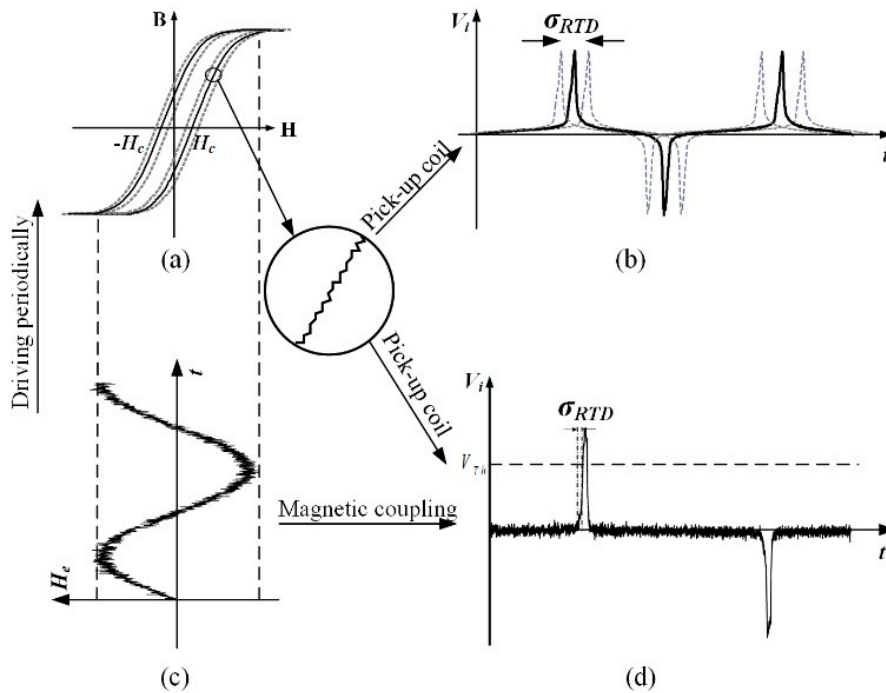 B
H
-Hc
Hc
(a)
Vi
σRTD
t
(b)
Pick-up coil
Pick-up coil
Driving periodically
t
He
(c)
Magnetic coupling
Vi
σRTD
VTh
t
(d)